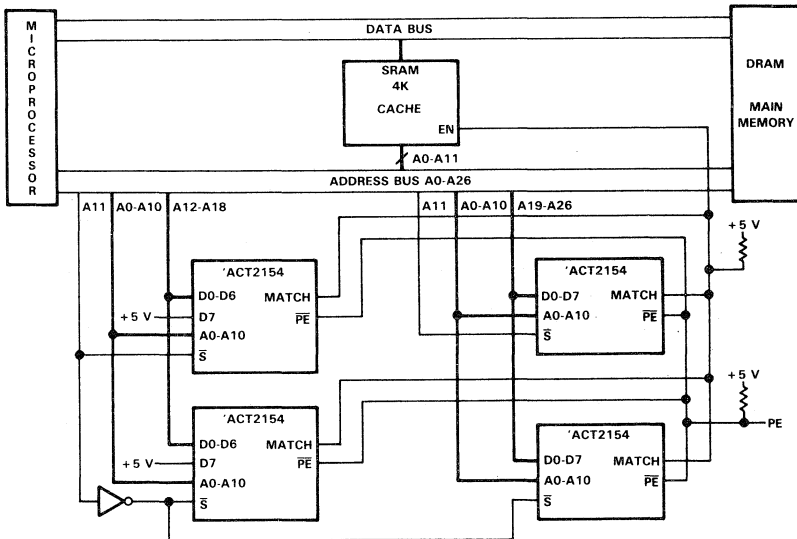 MICROPROCESSOR
DATA BUS
SRAM
4K
CACHE
EN
DRAM
MAIN
MEMORY
A0-A11
ADDRESS BUS A0-A26
A11
A0-A10
A12-A18
A11
A0-A10
A19-A26
+5 V
'ACT2154
D0-D6
MATCH
D7
PE
+5 V
A0-A10
S
'ACT2154
D0-D7
MATCH
A0-A10
PE
S
+5 V
PE
'ACT2154
D0-D6
MATCH
D7
PE
+5 V
A0-A10
S
'ACT2154
D0-D7
MATCH
A0-A10
PE
S